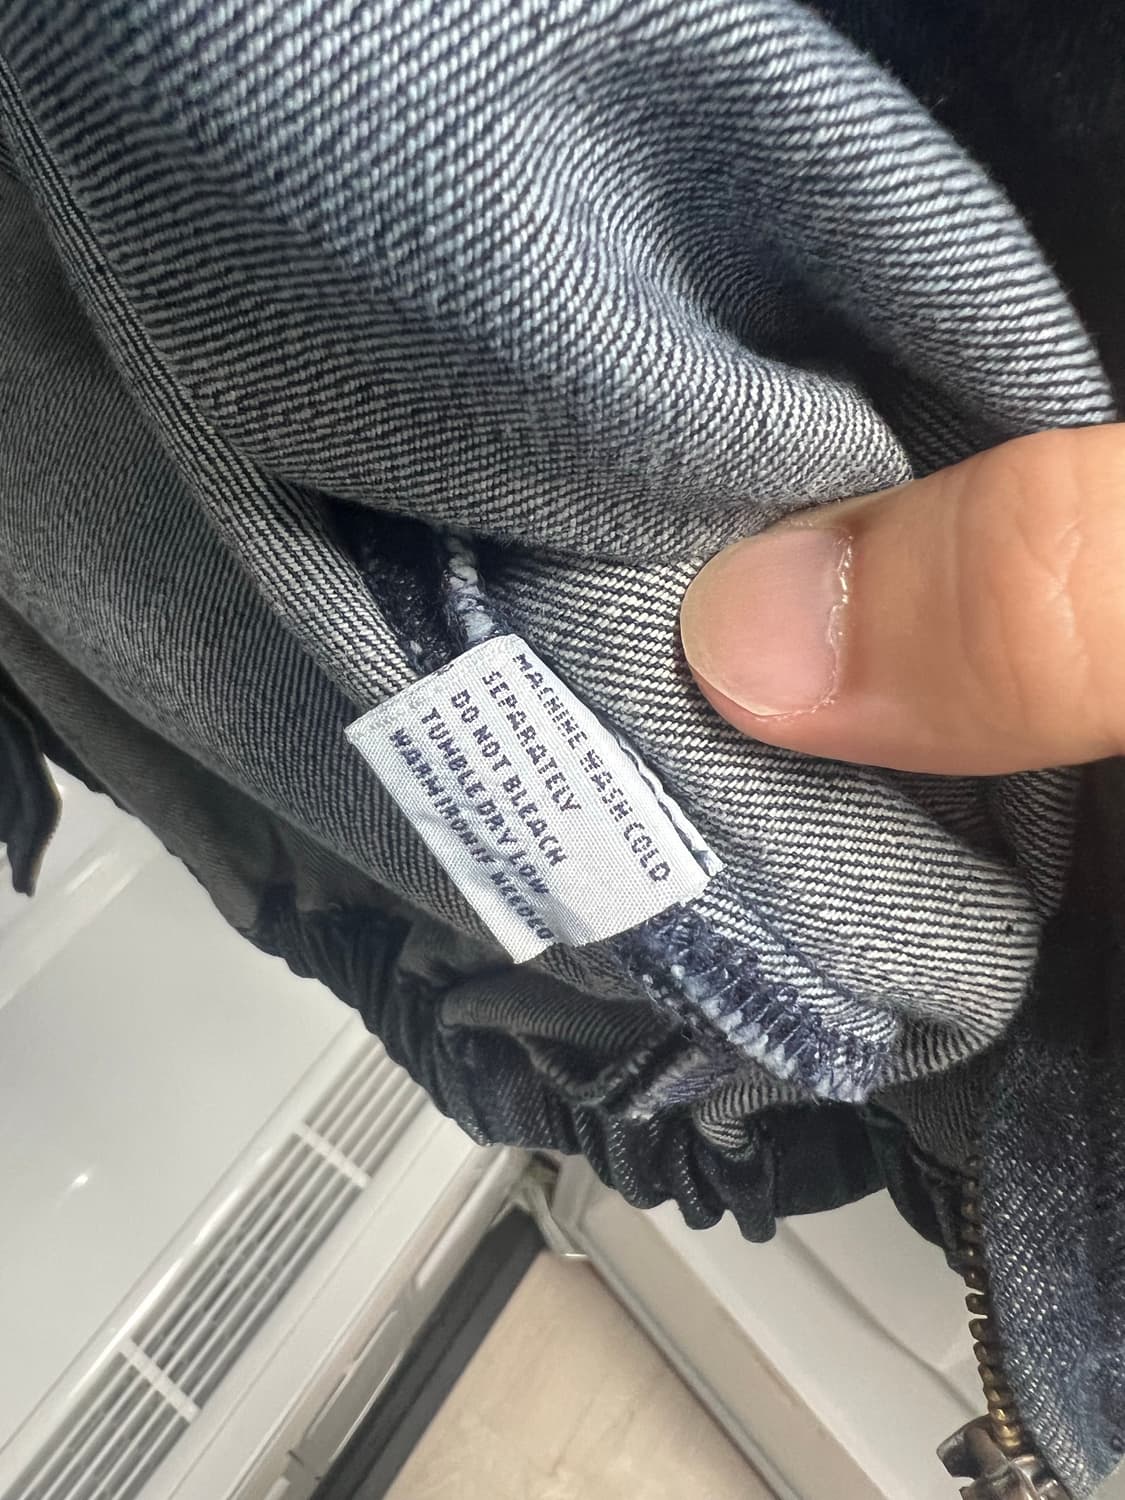 MACHINE WASH COLD
SEPARATELY
DO NOT BLEACH
TUMBLE DRY LOW
WARM IRON IF NEEDED